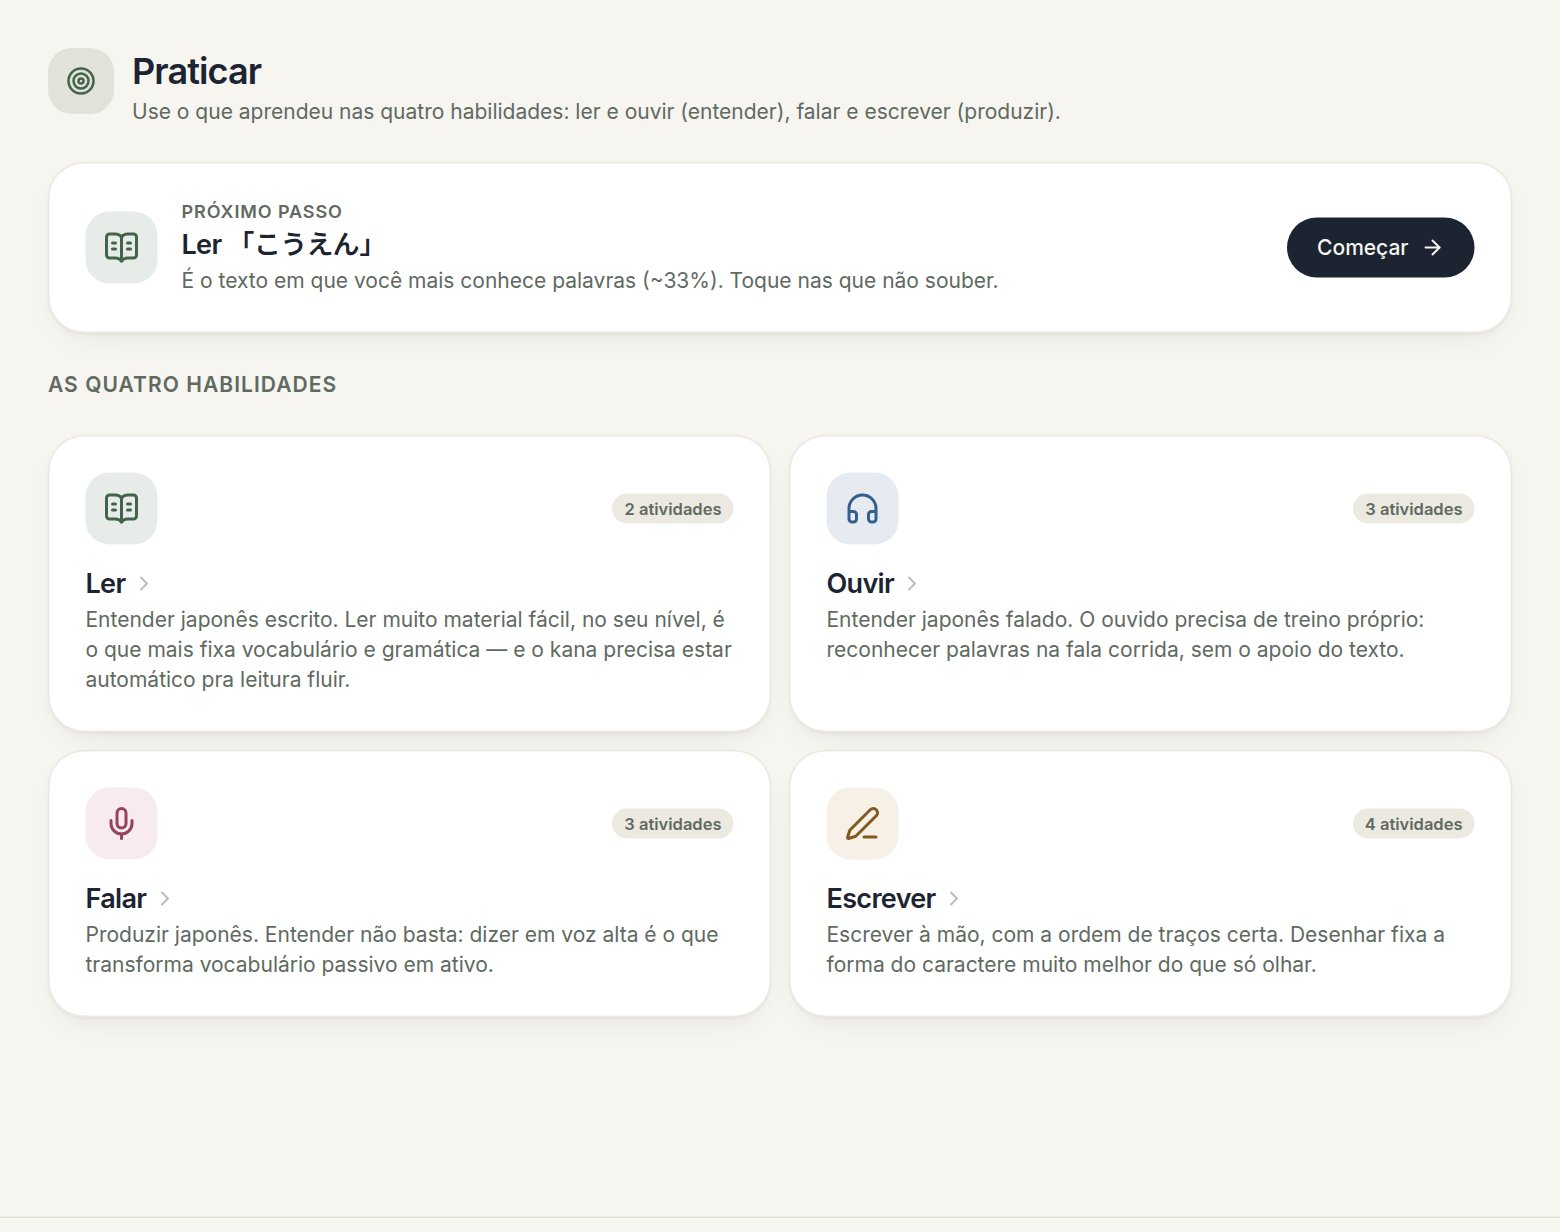 Praticar
Use o que aprendeu nas quatro habilidades: ler e ouvir (entender), falar e escrever (produzir).
PRÓXIMO PASSO
Ler 「こうえん」
É o texto em que você mais conhece palavras (~33%). Toque nas que não souber.
Começar
AS QUATRO HABILIDADES
2 atividades
Ler
Entender japonês escrito. Ler muito material fácil, no seu nível, é
o que mais fixa vocabulário e gramática — e o kana precisa estar
automático pra leitura fluir.
3 atividades
Ouvir
Entender japonês falado. O ouvido precisa de treino próprio:
reconhecer palavras na fala corrida, sem o apoio do texto.
3 atividades
Falar
Produzir japonês. Entender não basta: dizer em voz alta é o que
transforma vocabulário passivo em ativo.
4 atividades
Escrever
Escrever à mão, com a ordem de traços certa. Desenhar fixa a
forma do caractere muito melhor do que só olhar.